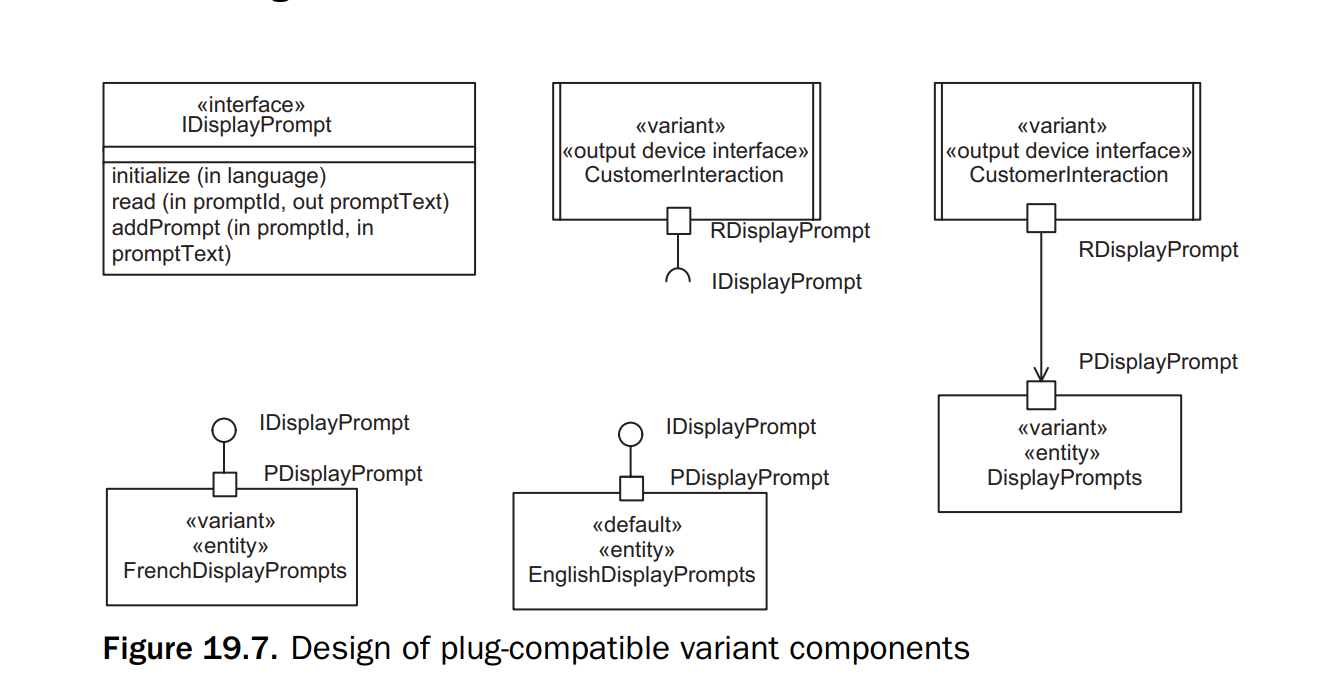 «interface»
IDisplayPrompt
initialize (in language)
read (in promptId, out promptText)
addPrompt (in promptId, in
promptText)
«variant»
«output device interface»
CustomerInteraction
RDisplayPrompt
IDisplayPrompt
«variant»
«output device interface»
CustomerInteraction
RDisplayPrompt
PDisplayPrompt
«variant»
«entity»
DisplayPrompts
IDisplayPrompt
PDisplayPrompt
«variant»
«entity»
FrenchDisplayPrompts
IDisplayPrompt
PDisplayPrompt
«default»
«entity»
EnglishDisplayPrompts
Figure 19.7. Design of plug-compatible variant components